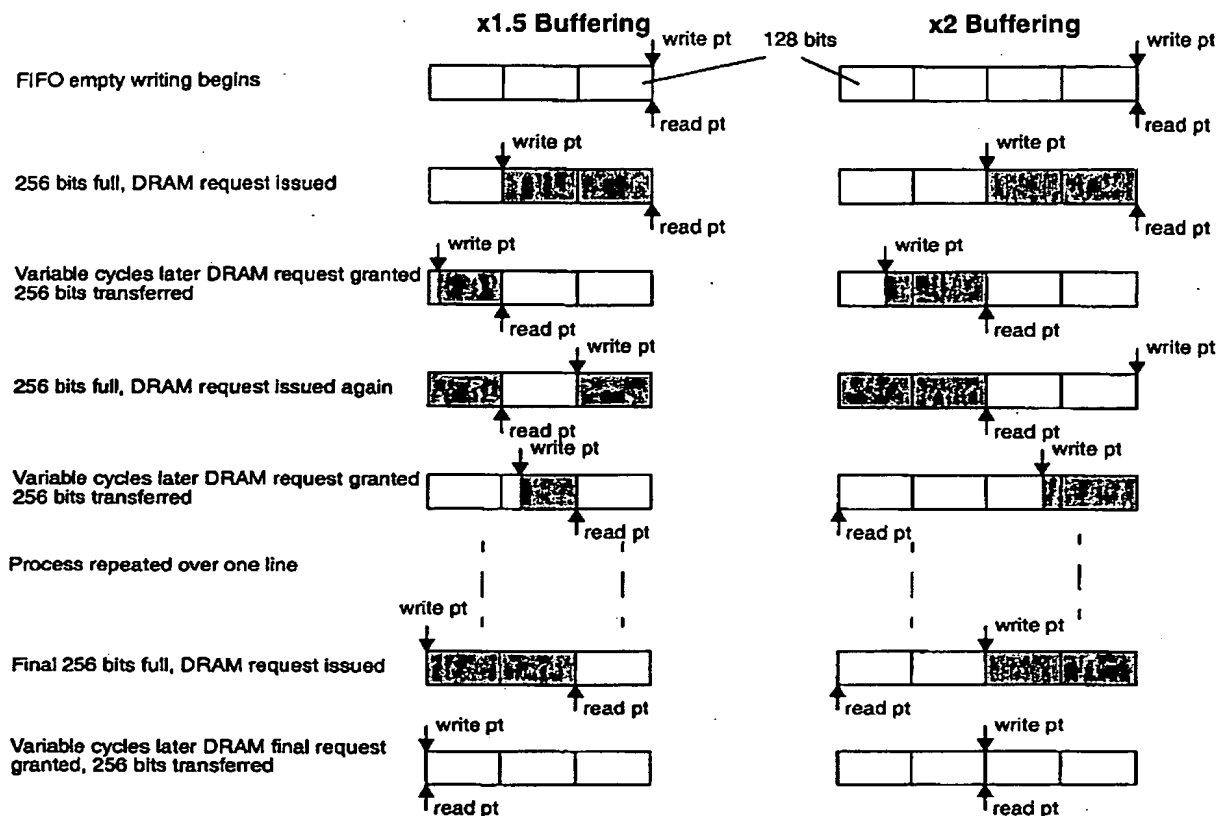 x1.5 Buffering
x2 Buffering
write pt
128 bits
write pt
FIFO empty writing begins
read pt
read pt
write pt
write pt
256 bits full, DRAM request issued
read pt
read pt
write pt
write pt
Variable cycles later DRAM request granted
256 bits transferred
read pt
read pt
write pt
write pt
256 bits full, DRAM request issued again
read pt
read pt
write pt
write pt
Variable cycles later DRAM request granted
256 bits transferred
read pt
read pt
Process repeated over one line
write pt
write pt
Final 256 bits full, DRAM request issued
read pt
read pt
write pt
write pt
Variable cycles later DRAM final request
granted, 256 bits transferred
read pt
read pt